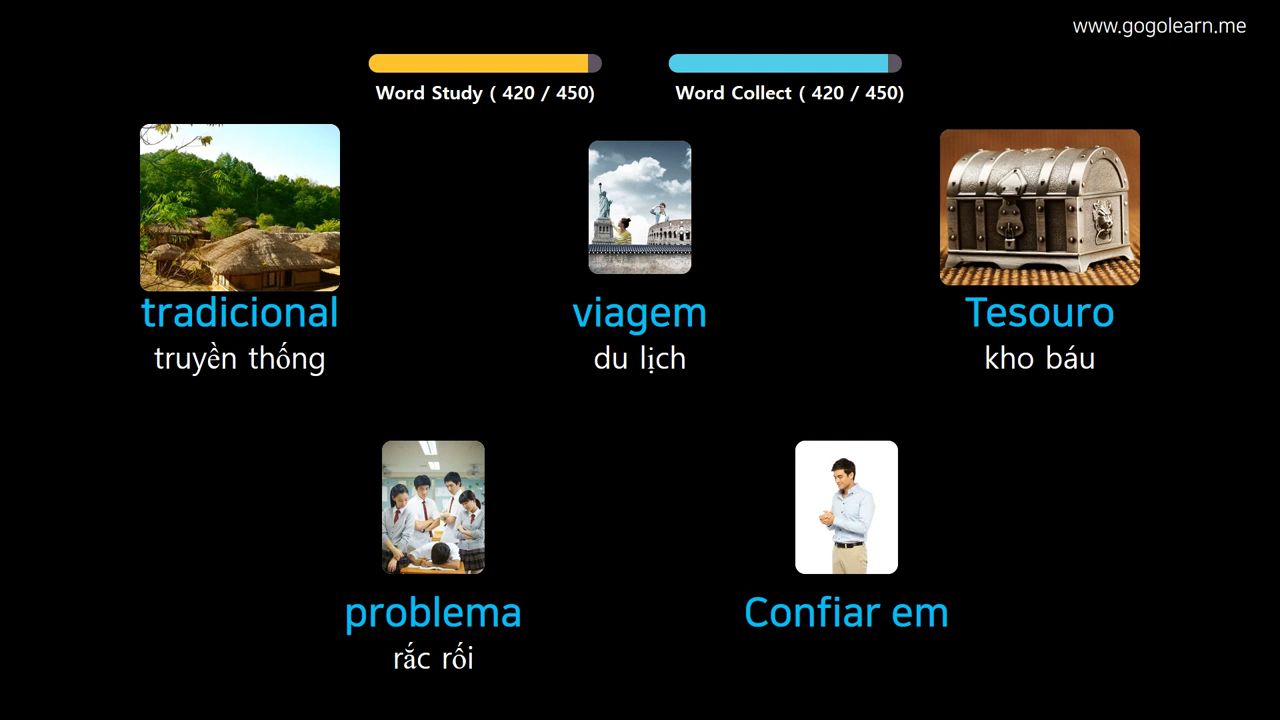 www.gogolearn.me
Word Study ( 420 / 450)
Word Collect ( 420 / 450)
tradicional
truyền thống
viagem
du lịch
Tesouro
kho báu
problema
rắc rối
Confiar em